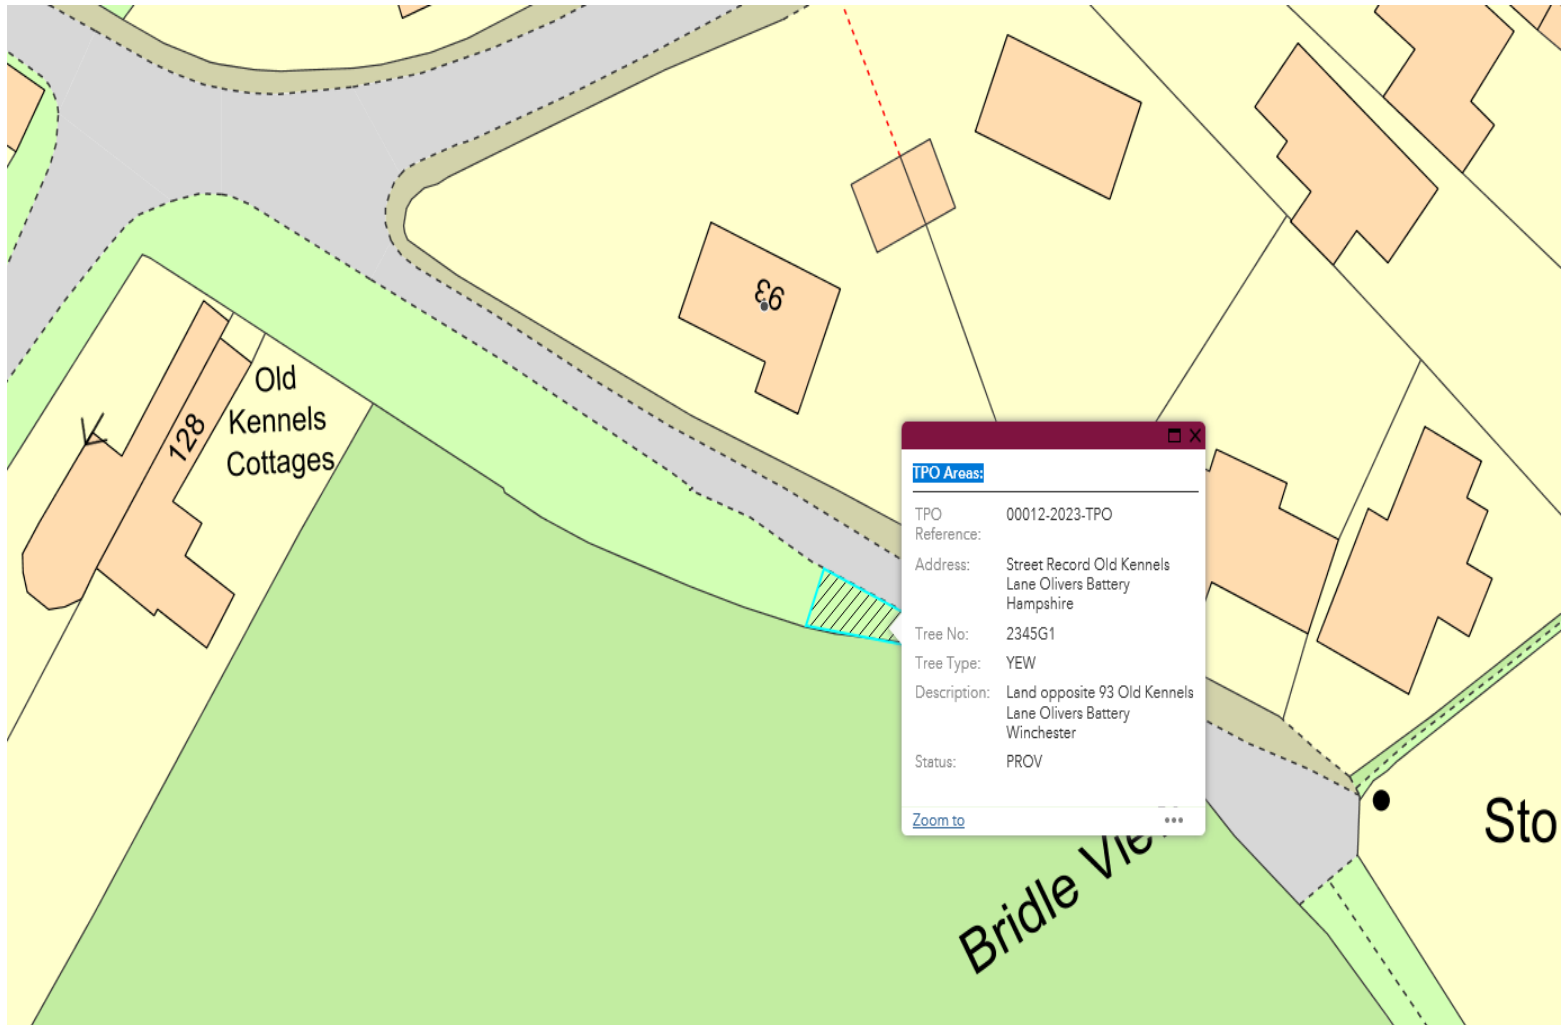 93
Old
Kennels
Cottages
128
TPO Areas:
TPO Reference: 00012-2023-TPO
Address: Street Record Old Kennels
Lane Olivers Battery
Hampshire
Tree No: 2345G1
Tree Type: YEW
Description: Land opposite 93 Old Kennels
Lane Olivers Battery
Winchester
Status: PROV
Zoom to
Sto
Bridle Vie